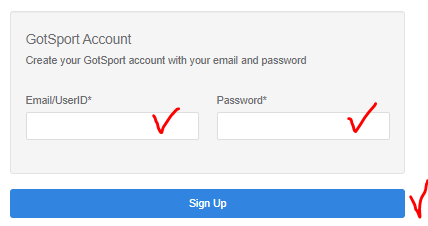 GotSport Account
Create your GotSport account with your email and password
Email/UserID* Password*
Sign Up